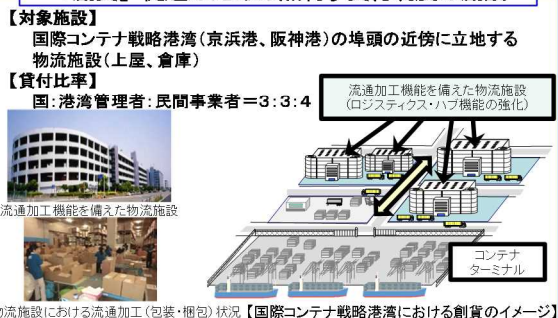 【対象施設】
国際コンテナ戦略港湾(京浜港、阪神港)の埠頭の近傍に立地する
物流施設(上屋、倉庫)
【貸付比率】
国:港湾管理者:民間事業者=3:3:4
流通加工機能を備えた物流施設
(ロジスティクス・ハブ機能の強化)
流通加工機能を備えた物流施設
コンテナ
ターミナル
物流施設における流通加工(包装・梱包)状況
【国際コンテナ戦略港湾における創貨のイメージ】